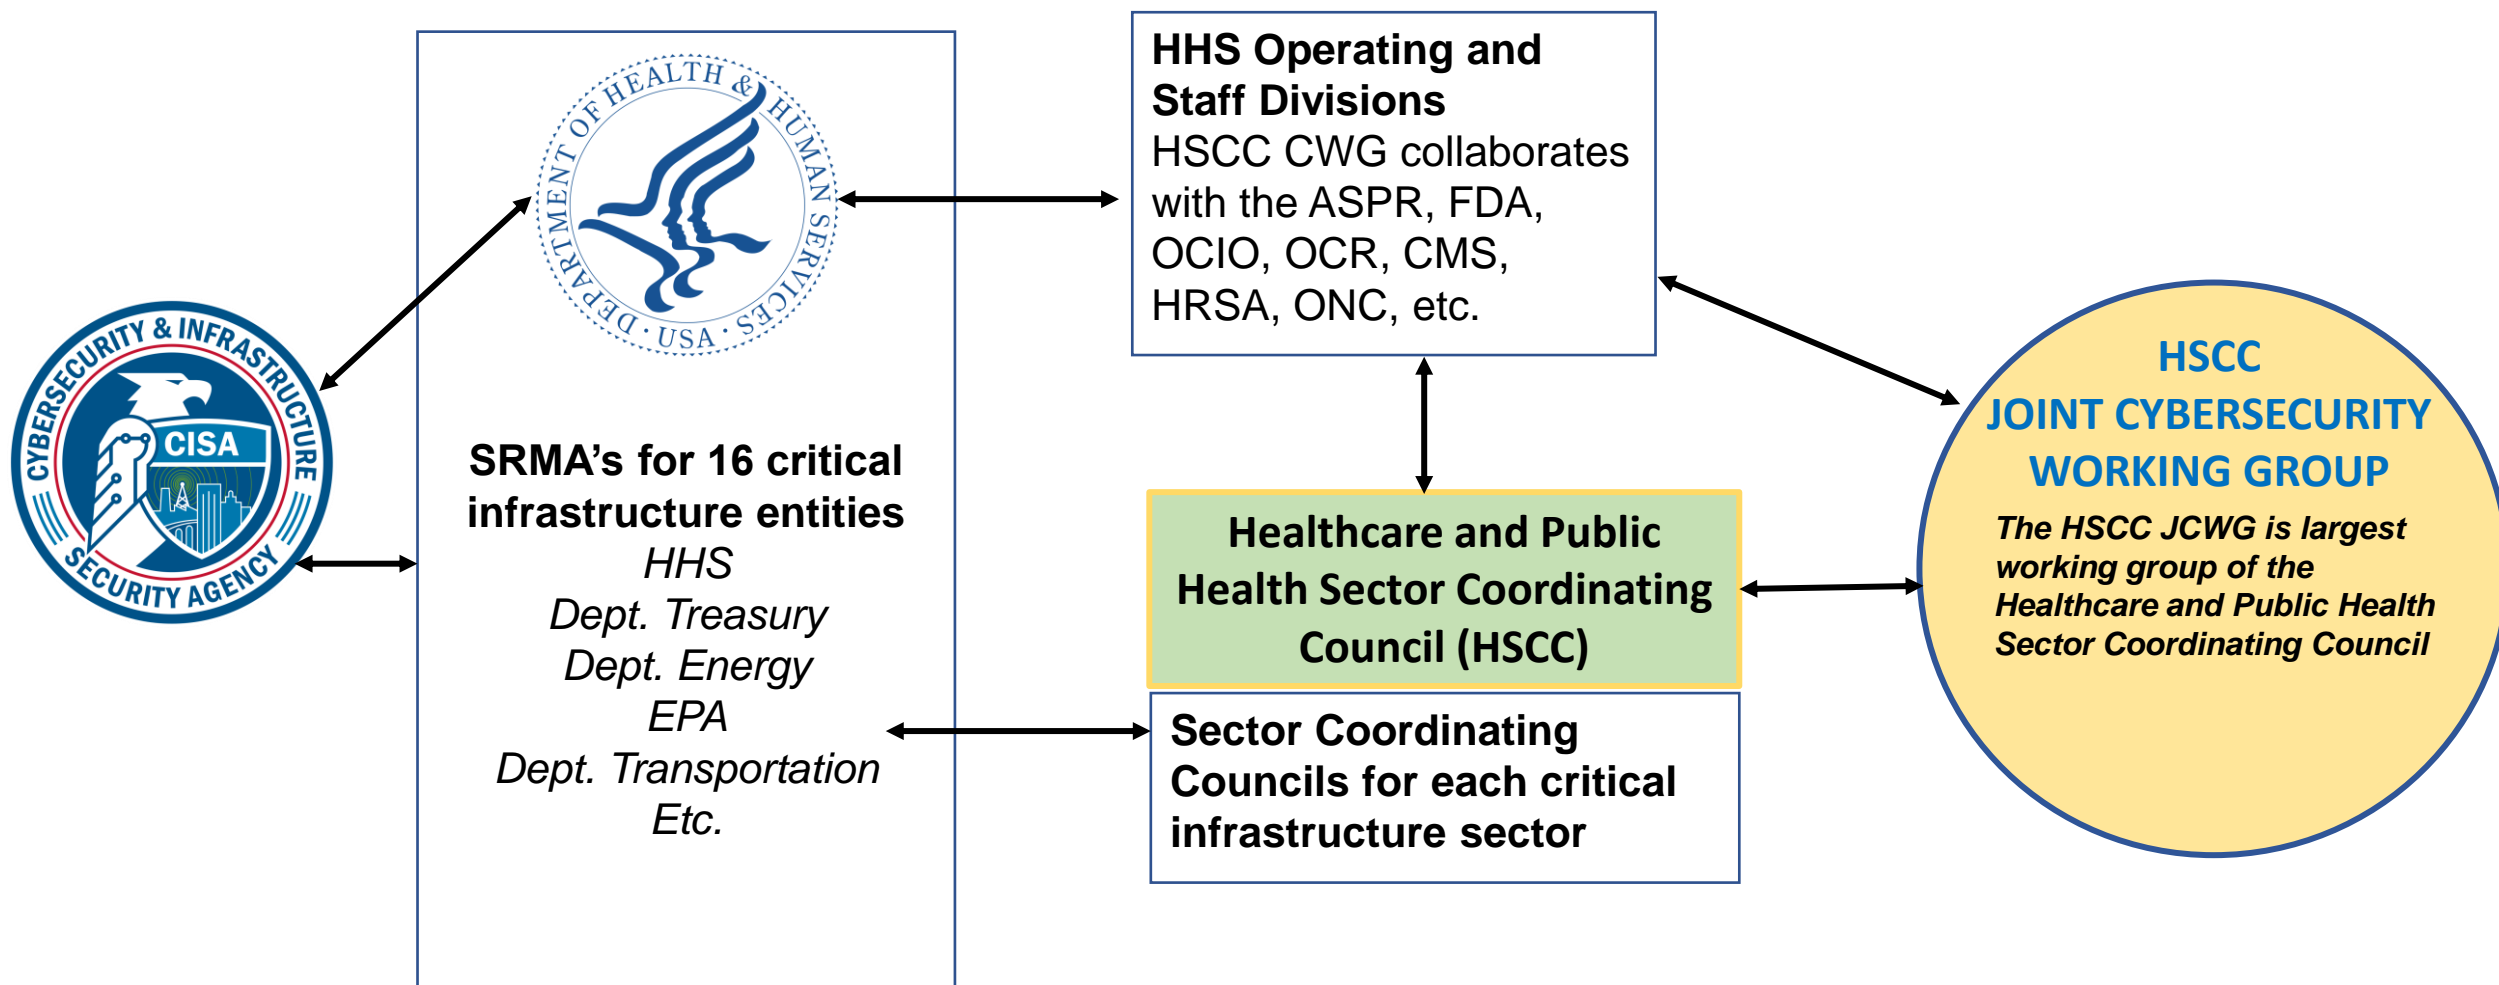 CYBERSECURITY & INFRASTRUCTURE
SECURITY AGENCY
CISA
DEPARTMENT OF HEALTH & HUMAN SERVICES · USA ·
SRMA’s for 16 critical
infrastructure entities
HHS
Dept. Treasury
Dept. Energy
EPA
Dept. Transportation
Etc.
HHS Operating and
Staff Divisions
HSCC CWG collaborates
with the ASPR, FDA,
OCIO, OCR, CMS,
HRSA, ONC, etc.
Healthcare and Public
Health Sector Coordinating
Council (HSCC)
Sector Coordinating
Councils for each critical
infrastructure sector
HSCC
JOINT CYBERSECURITY
WORKING GROUP
The HSCC JCWG is largest
working group of the
Healthcare and Public Health
Sector Coordinating Council